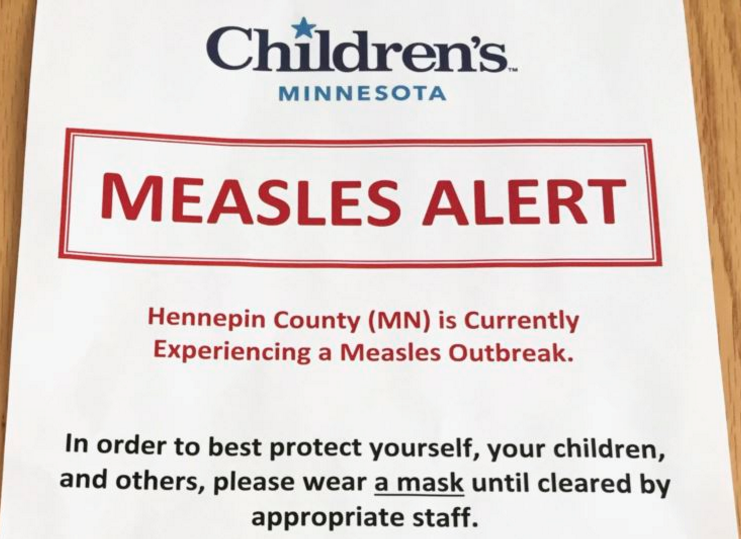 Children's™
MINNESOTA
MEASLES ALERT
Hennepin County (MN) is Currently
Experiencing a Measles Outbreak.
In order to best protect yourself, your children,
and others, please wear a mask until cleared by
appropriate staff.